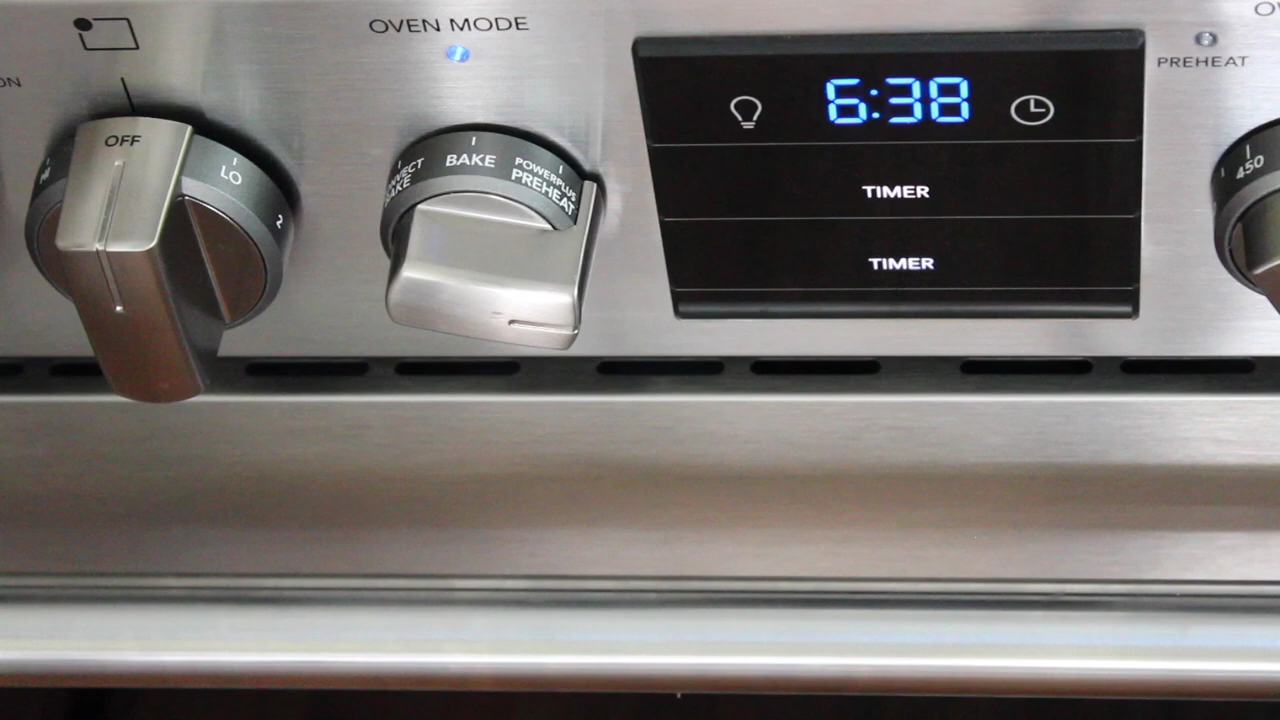 OVEN MODE
PREHEAT
OFF
LO
2
BAKE
POWERPLUS
PREHEAT
6:38
TIMER
TIMER
450